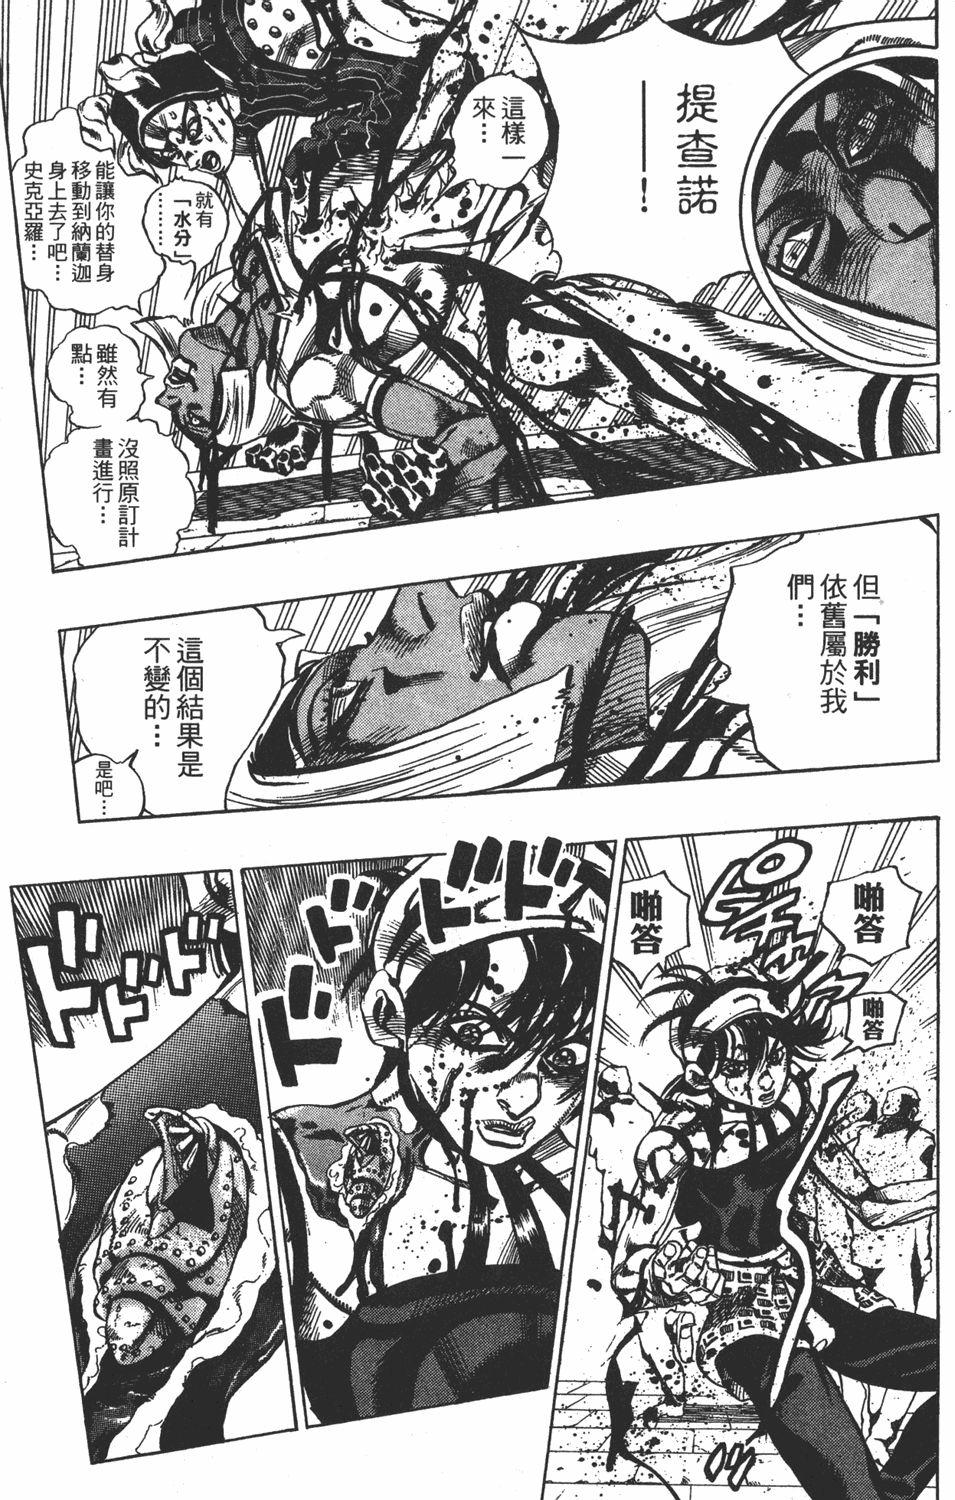 提查諾
——！
這樣一
來…
就有
「水分」
………
能讓你的替身
移動到納蘭迦
身上去了吧…
史克亞羅…
雖然有
點…
沒照原訂計
畫進行…
但「勝利」
依舊屬於我
們…
這個結果是
不變的…
是吧…
啪答
啪答
啪答
ドドド
ドド
ドド
ドドド